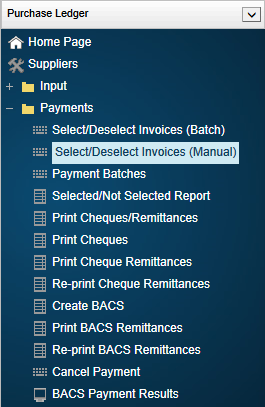 Purchase Ledger
Home Page
Suppliers
Input
Payments
Select/Deselect Invoices (Batch)
Select/Deselect Invoices (Manual)
Payment Batches
Selected/Not Selected Report
Print Cheques/Remittances
Print Cheques
Print Cheque Remittances
Re-print Cheque Remittances
Create BACS
Print BACS Remittances
Re-print BACS Remittances
Cancel Payment
BACS Payment Results